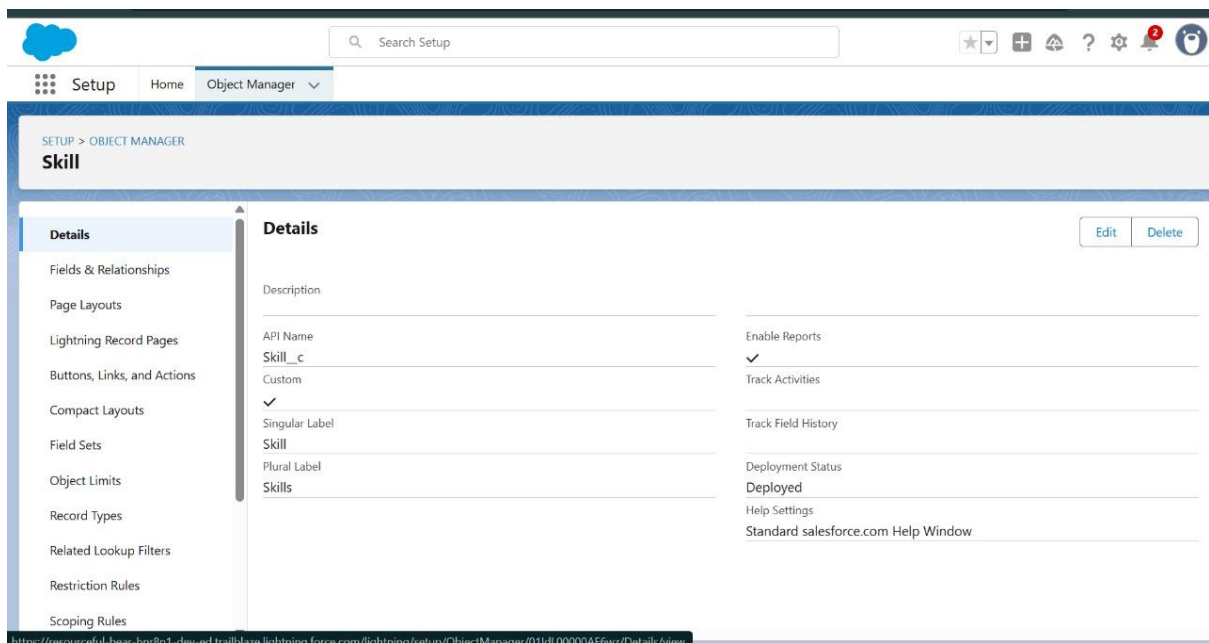 Search Setup
2
Setup Home Object Manager
SETUP > OBJECT MANAGER
Skill
Details
Fields & Relationships
Page Layouts
Lightning Record Pages
Buttons, Links, and Actions
Compact Layouts
Field Sets
Object Limits
Record Types
Related Lookup Filters
Restriction Rules
Scoping Rules
Details
Edit Delete
Description
API Name
Skill__c
Custom
Singular Label
Skill
Plural Label
Skills
Enable Reports
Track Activities
Track Field History
Deployment Status
Deployed
Help Settings
Standard salesforce.com Help Window